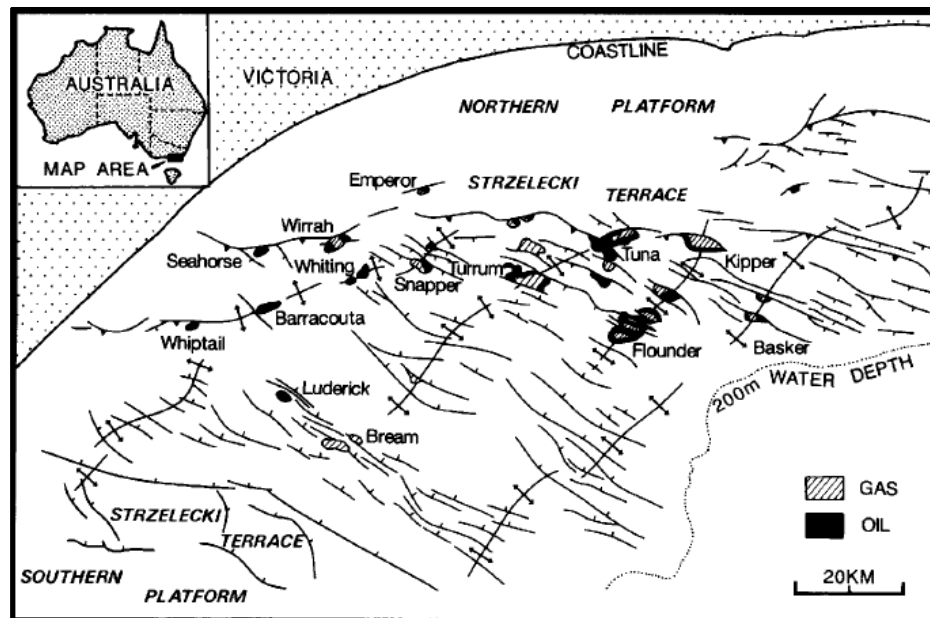 AUSTRALIA
MAP AREA
VICTORIA
COASTLINE
NORTHERN PLATFORM
Emperor
STRZELECKI
TERRACE
Wirrah
Seahorse
Whiting
Snapper
Turrum
Tuna
Kipper
Barracouta
Whiptail
Flounder
Basker
Luderick
Bream
200m WATER DEPTH
GAS
OIL
STRZELECKI
TERRACE
SOUTHERN
PLATFORM
20KM